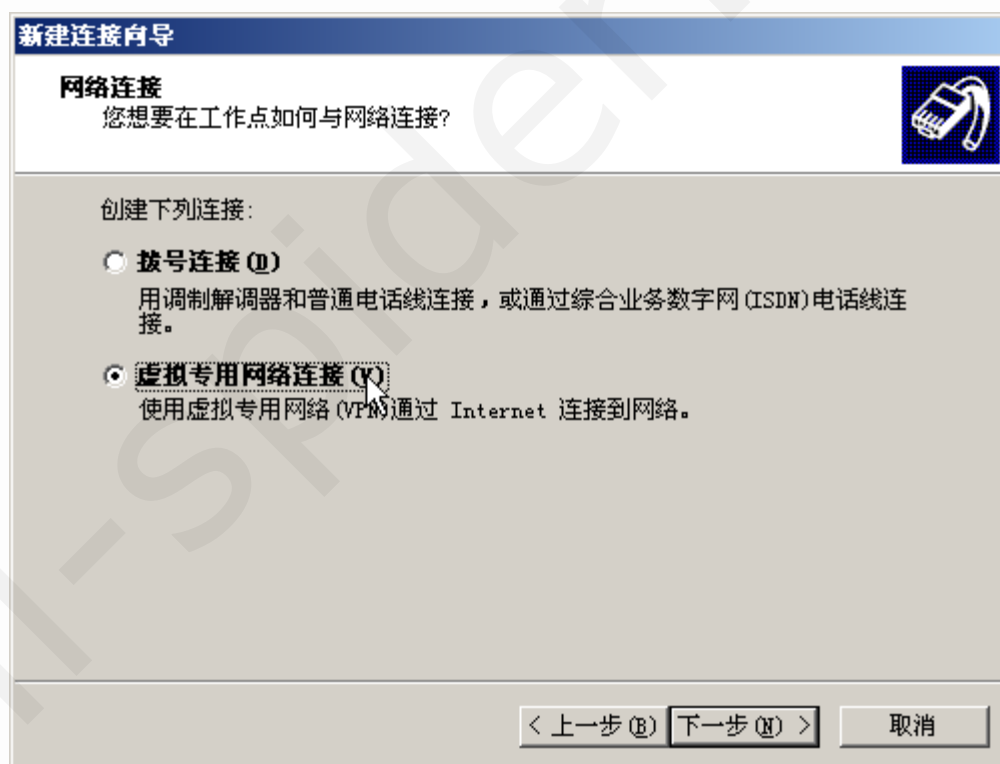 新建连接向导
网络连接
您想要在工作点如何与网络连接?
创建下列连接:
拨号连接(D)
用调制解调器和普通电话线连接，或通过综合业务数字网(ISDN)电话线连
接。
虚拟专用网络连接(V)
使用虚拟专用网络(VPN)通过 Internet 连接到网络。
< 上一步(B) 下一步(N) > 取消